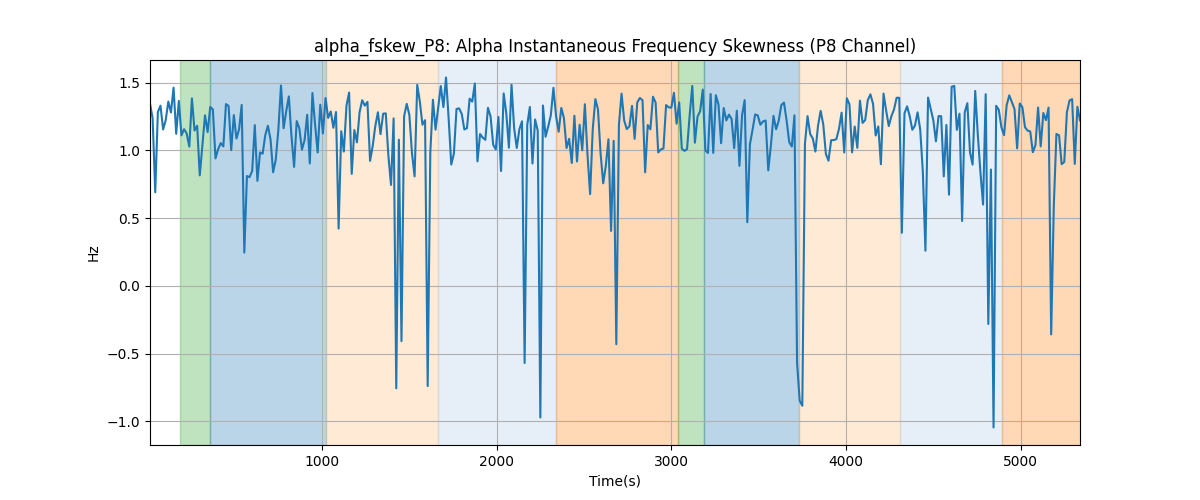 alpha_fskew_P8: Alpha Instantaneous Frequency Skewness (P8 Channel)
1.5
1.0
0.5
0.0
−0.5
−1.0
Hz
1000 2000 3000 4000 5000
Time(s)